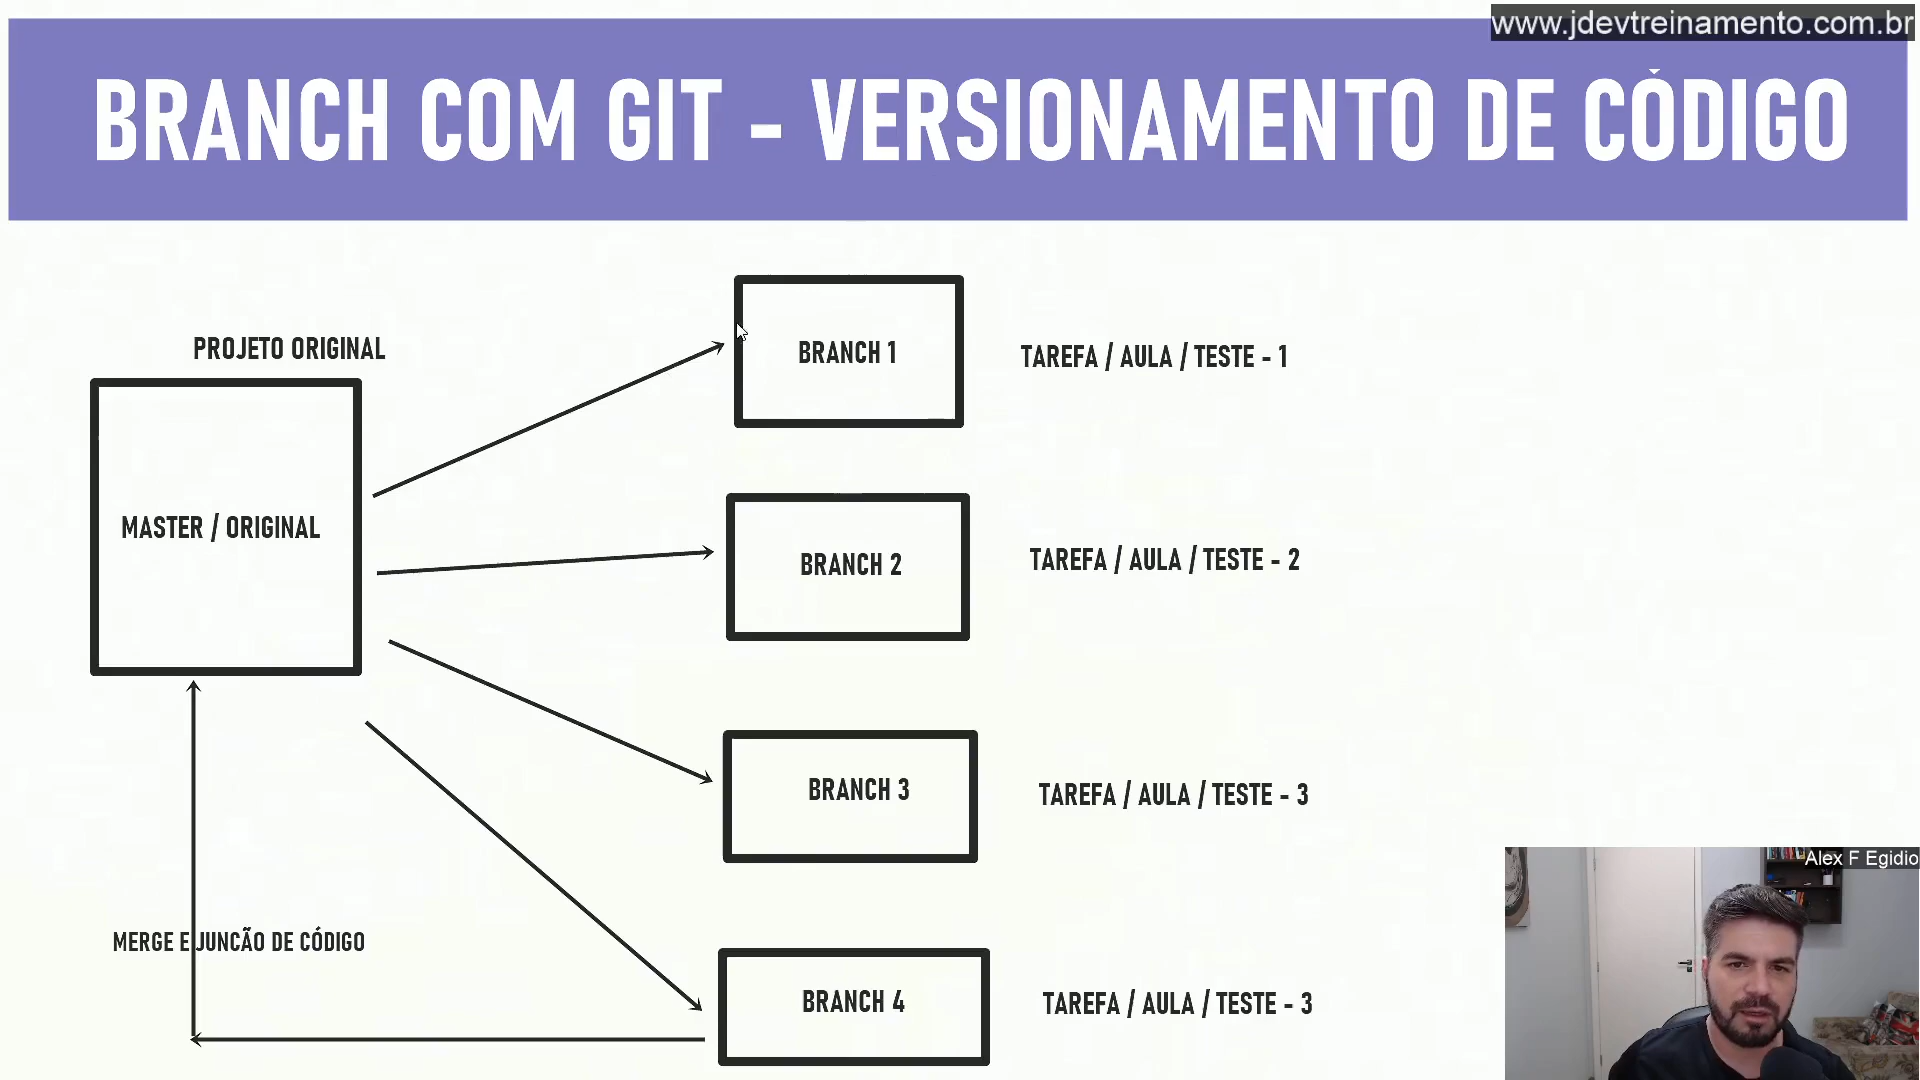 www.jdevtreinamento.com.br
BRANCH COM GIT - VERSIONAMENTO DE CÓDIGO
PROJETO ORIGINAL
MASTER / ORIGINAL
BRANCH 1
TAREFA / AULA / TESTE - 1
BRANCH 2
TAREFA / AULA / TESTE - 2
BRANCH 3
TAREFA / AULA / TESTE - 3
MERGE E JUNCÃO DE CÓDIGO
BRANCH 4
TAREFA / AULA / TESTE - 3
Alex F Egidio